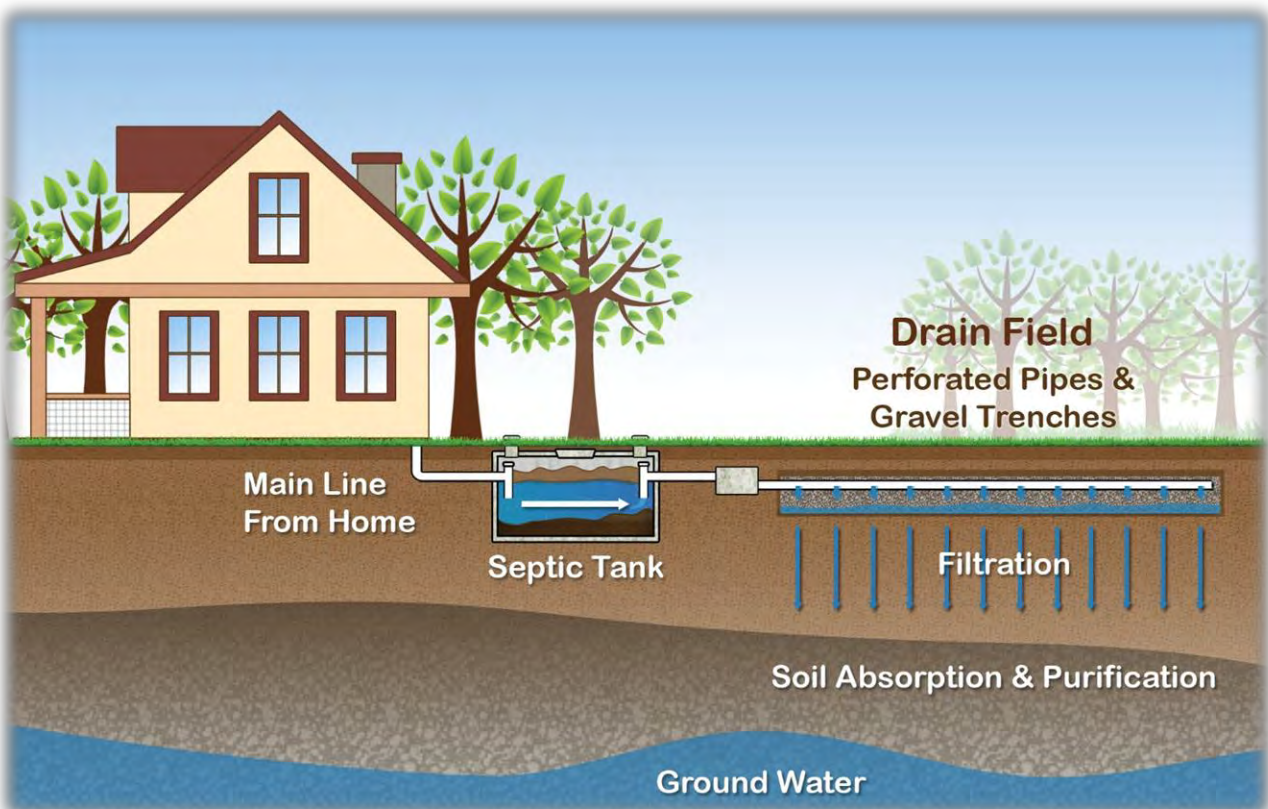 Drain Field
Perforated Pipes &
Gravel Trenches
Main Line
From Home
Septic Tank
Filtration
Soil Absorption & Purification
Ground Water